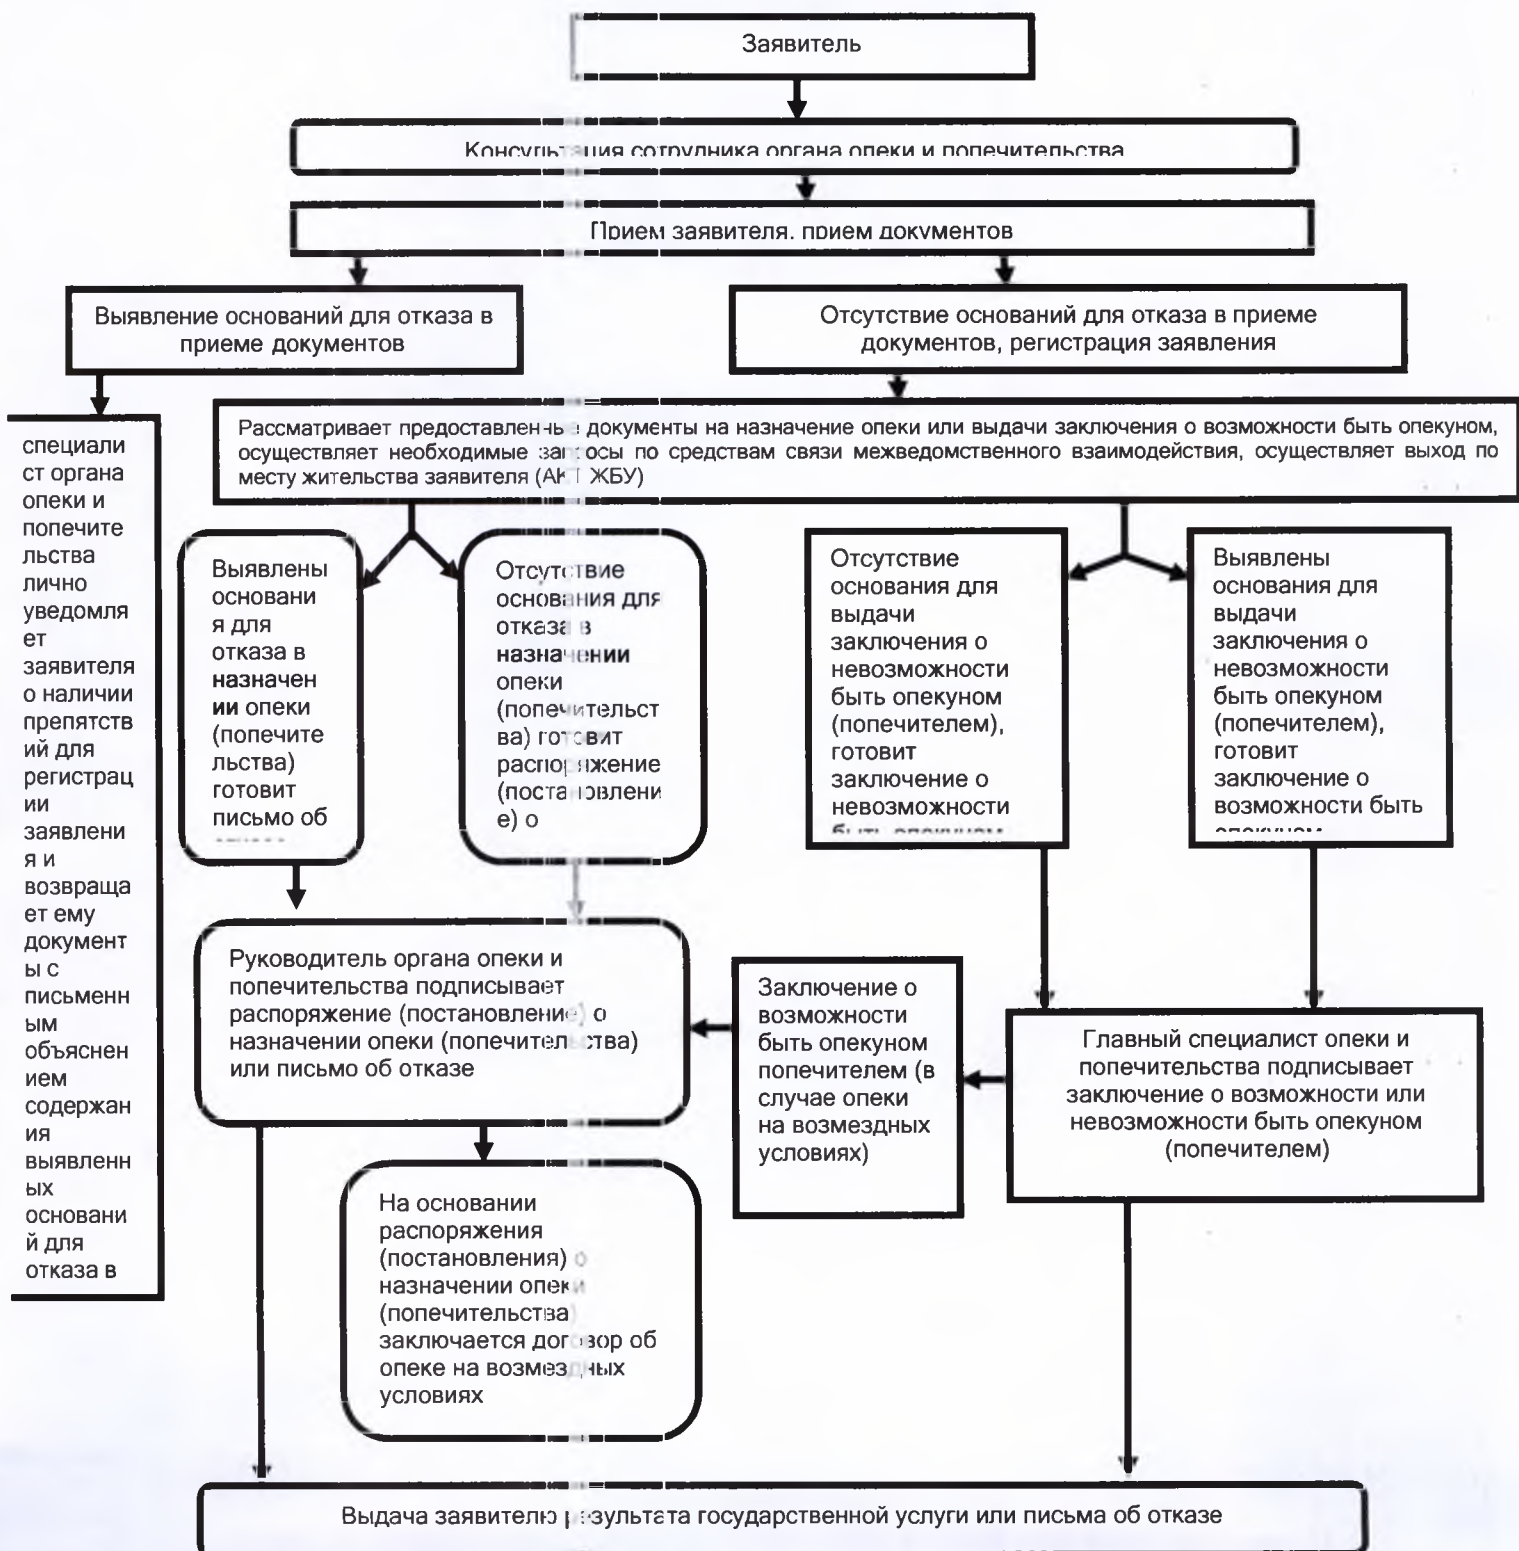 Заявитель
Консультация сотрудника органа опеки и попечительства
Прием заявителя, прием документов
Выявление оснований для отказа в
приеме документов
Отсутствие оснований для отказа в приеме
документов, регистрация заявления
специали
ст органа
опеки и
попечите
льства
лично
уведомля
ет
заявителя
о наличии
препятств
ий для
регистрац
ии
заявлени
я и
возвраща
ет ему
документ
ы с
письменн
ым
объяснен
ием
содержан
ия
выявленн
ых
основани
й для
отказа в
Рассматривает предоставленные документы на назначение опеки или выдачи заключения о возможности быть опекуном,
осуществляет необходимые запросы по средствам связи межведомственного взаимодействия, осуществляет выход по
месту жительства заявителя (АКТ ЖБУ)
Выявлены
основани
я для
отказа в
назначен
ии опеки
(попечите
льства)
готовит
письмо об
Отсутствие
основания для
отказа в
назначении
опеки
(попечительст
ва) готовит
распоряжение
(постановлени
е) о
Отсутствие
основания для
выдачи
заключения о
невозможности
быть опекуном
(попечителем),
готовит
заключение о
невозможности
быть опекуном
Выявлены
основания для
выдачи
заключения о
невозможности
быть опекуном
(попечителем),
готовит
заключение о
возможности быть
опекуном
Руководитель органа опеки и
попечительства подписывает
распоряжение (постановление) о
назначении опеки (попечительства)
или письмо об отказе
Заключение о
возможности
быть опекуном
попечителем (в
случае опеки
на возмездных
условиях)
Главный специалист опеки и
попечительства подписывает
заключение о возможности или
невозможности быть опекуном
(попечителем)
На основании
распоряжения
(постановления) о
назначении опеки
(попечительства)
заключается договор об
опеке на возмездных
условиях
Выдача заявителю результата государственной услуги или письма об отказе